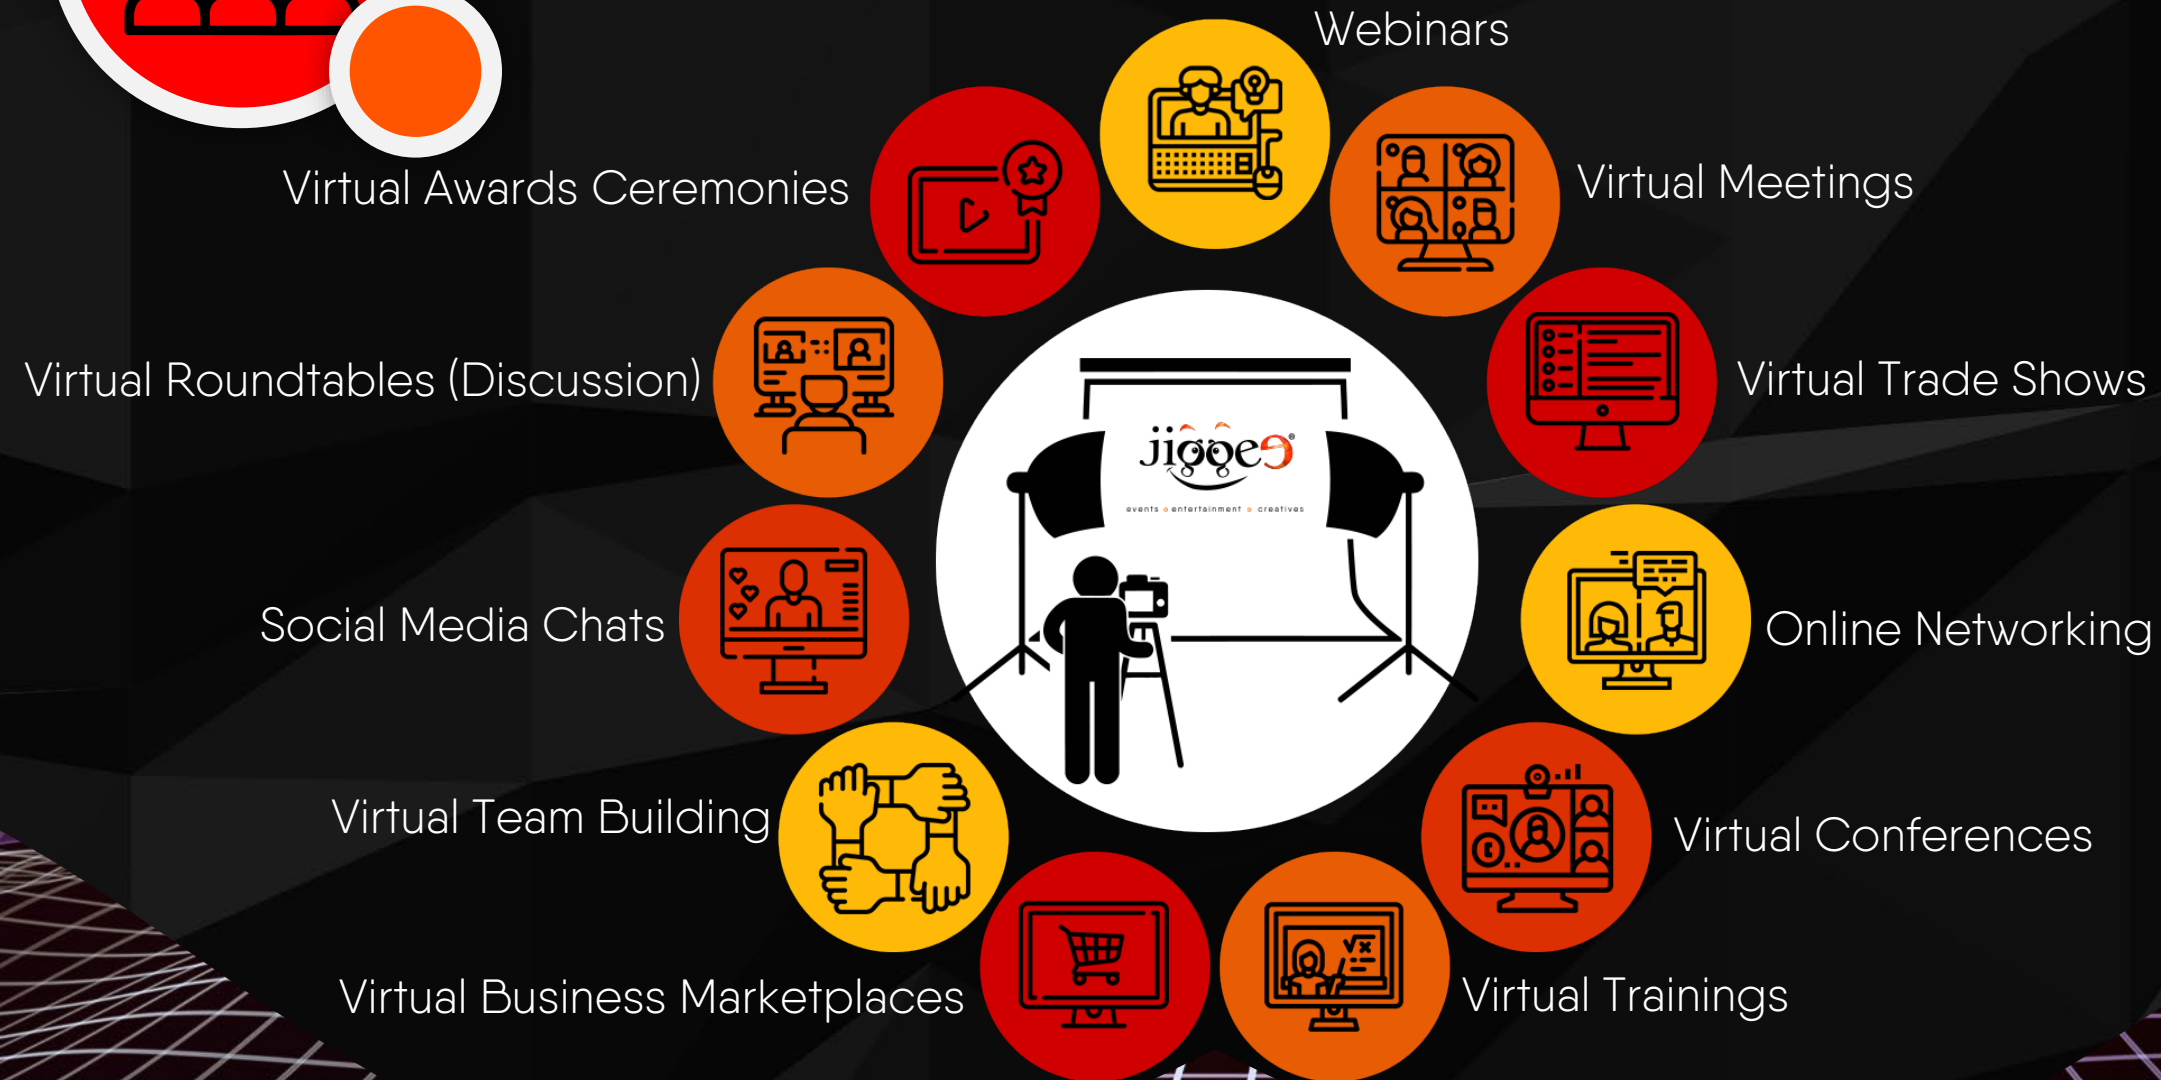 Webinars
Virtual Awards Ceremonies
Virtual Meetings
Virtual Roundtables (Discussion)
Virtual Trade Shows
jiggee®
events o entertainment o creatives
Social Media Chats
Online Networking
Virtual Team Building
Virtual Conferences
Virtual Business Marketplaces
Virtual Trainings
√x